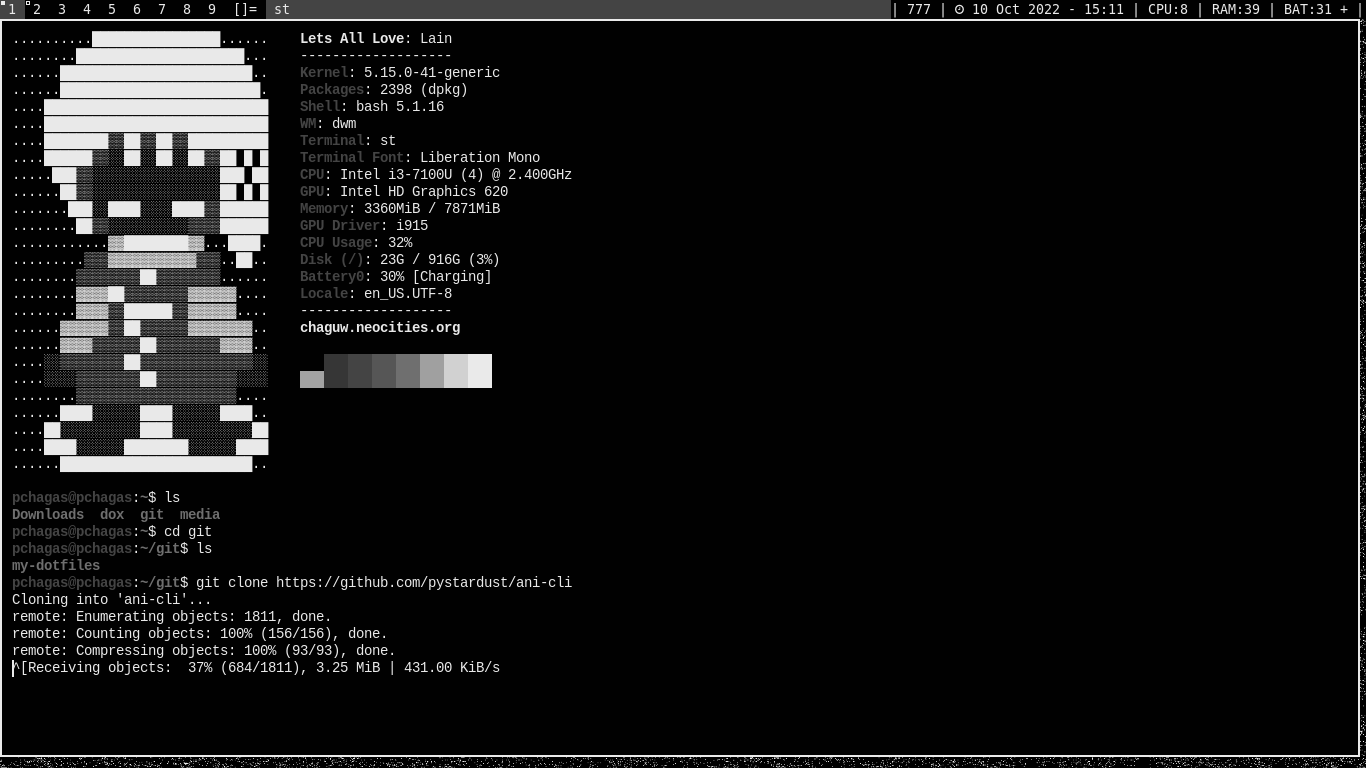 1 2 3 4 5 6 7 8 9 []= st | 777 | ⏲ 10 Oct 2022 - 15:11 | CPU:8 | RAM:39 | BAT:31 + |
Lets All Love: Lain
-------------------
Kernel: 5.15.0-41-generic
Packages: 2398 (dpkg)
Shell: bash 5.1.16
WM: dwm
Terminal: st
Terminal Font: Liberation Mono
CPU: Intel i3-7100U (4) @ 2.400GHz
GPU: Intel HD Graphics 620
Memory: 3360MiB / 7871MiB
GPU Driver: i915
CPU Usage: 32%
Disk (/): 23G / 916G (3%)
Battery0: 30% [Charging]
Locale: en_US.UTF-8
-------------------
chaguw.neocities.org
pchagas@pchagas:~$ ls
Downloads  dox  git  media
pchagas@pchagas:~$ cd git
pchagas@pchagas:~/git$ ls
my-dotfiles
pchagas@pchagas:~/git$ git clone https://github.com/pystardust/ani-cli
Cloning into 'ani-cli'...
remote: Enumerating objects: 1811, done.
remote: Counting objects: 100% (156/156), done.
remote: Compressing objects: 100% (93/93), done.
^[Receiving objects:  37% (684/1811), 3.25 MiB | 431.00 KiB/s